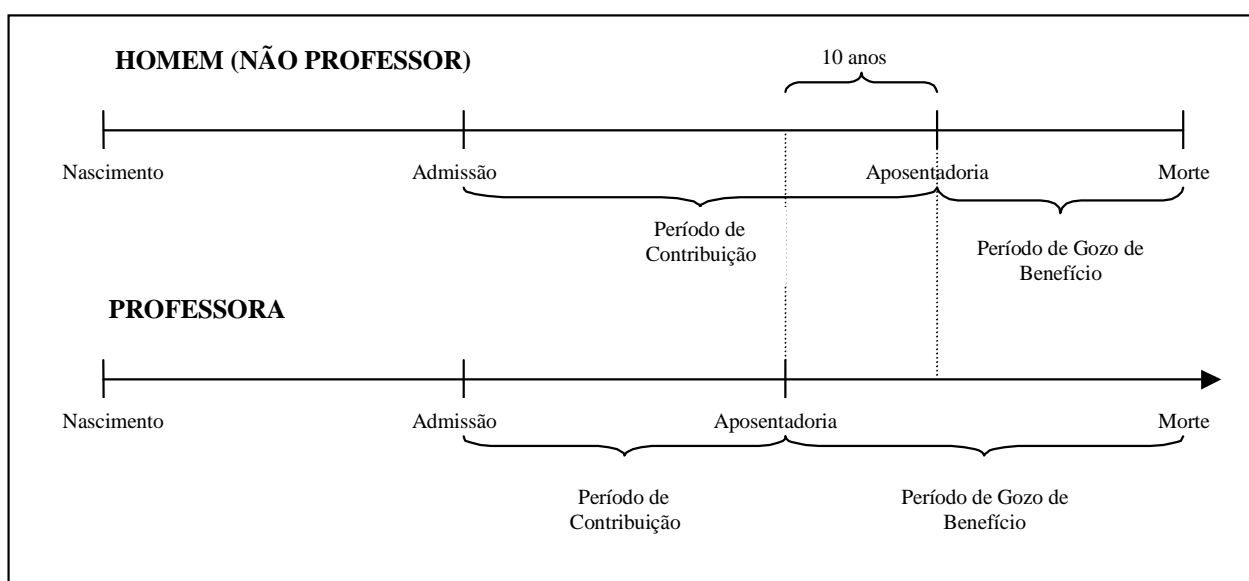 HOMEM (NÃO PROFESSOR)
10 anos
Nascimento
Admissão
Aposentadoria
Morte
Período de
Contribuição
Período de Gozo de
Benefício
PROFESSORA
Nascimento
Admissão
Aposentadoria
Morte
Período de
Contribuição
Período de Gozo de
Benefício